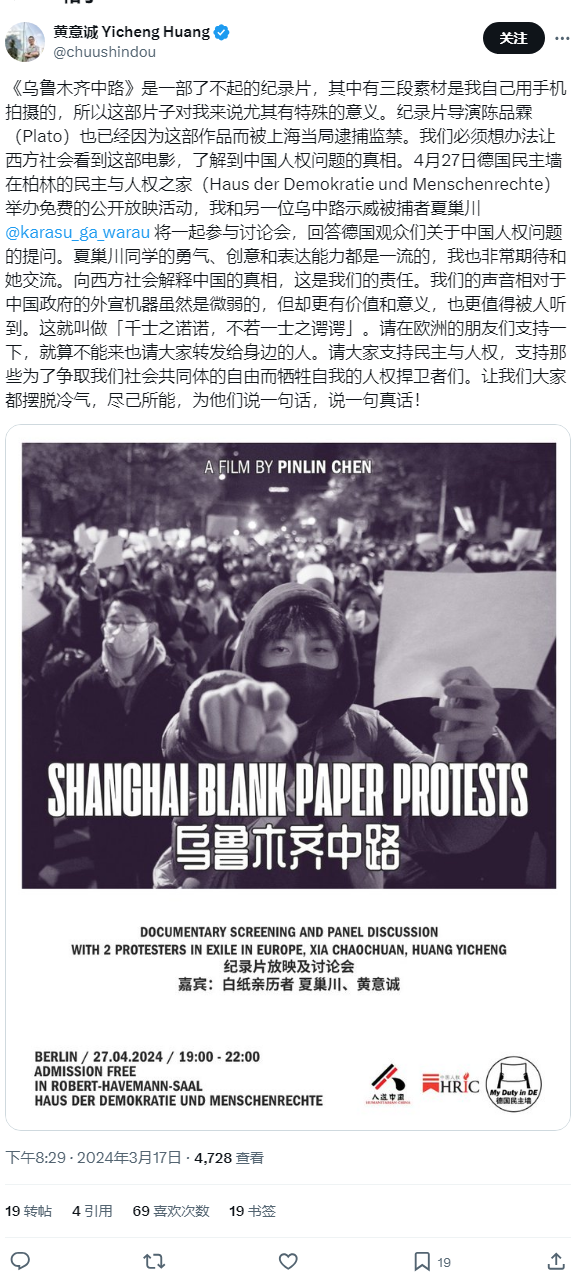 黄意诚 Yicheng Huang
@chuushindou
关注
《乌鲁木齐中路》是一部了不起的纪录片，其中有三段素材是我自己用手机
拍摄的，所以这部片子对我来说尤其有特殊的意义。纪录片导演陈品霖
（Plato）也已经因为这部作品而被上海当局逮捕监禁。我们必须想办法让
西方社会看到这部电影，了解到中国人权问题的真相。4月27日德国民主墙
在柏林的民主与人权之家（Haus der Demokratie und Menschenrechte）
举办免费的公开放映活动，我和另一位乌中路示威被捕者夏巢川
@karasu_ga_warau 将一起参与讨论会，回答德国观众们关于中国人权问题
的提问。夏巢川同学的勇气、创意和表达能力都是一流的，我也非常期待和
她交流。向西方社会解释中国的真相，这是我们的责任。我们的声音相对于
中国政府的外宣机器虽然是微弱的，但却更有价值和意义，也更值得被人听
到。这就叫做「千士之诺诺，不若一士之谔谔」。请在欧洲的朋友们支持一
下，就算不能来也请大家转发给身边的人。请大家支持民主与人权，支持那
些为了争取我们社会共同体的自由而牺牲自我的人权捍卫者们。让我们大家
都摆脱冷气，尽己所能，为他们说一句话，说一句真话！
A FILM BY PINLIN CHEN
SHANGHAI BLANK PAPER PROTESTS
乌鲁木齐中路
DOCUMENTARY SCREENING AND PANEL DISCUSSION
WITH 2 PROTESTERS IN EXILE IN EUROPE, XIA CHAOCHUAN, HUANG YICHENG
纪录片放映及讨论会
嘉宾：白纸亲历者 夏巢川、黄意诚
BERLIN / 27.04.2024 / 19:00 - 22:00
ADMISSION FREE
IN ROBERT-HAVEMANN-SAAL
HAUS DER DEMOKRATIE UND MENSCHENRECHTE
人道中国
HUMANITARIAN CHINA
中国人权
HRIC
My Duty in DE
德国民主墙
下午8:29 · 2024年3月17日 · 4,728 查看
19 转帖 4 引用 69 喜欢次数 19 书签
19